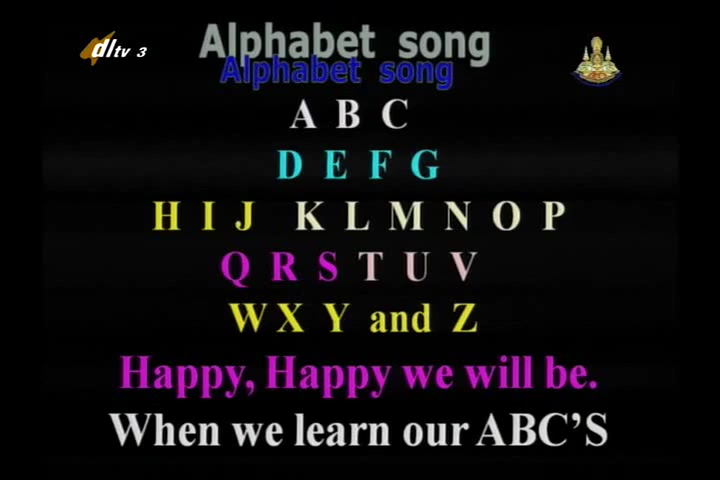 dltv 3
Alphabet song
Alphabet song
A B C
D E F G
H I J K L M N O P
Q R S T U V
W X Y and Z
Happy, Happy we will be.
When we learn our ABC'S